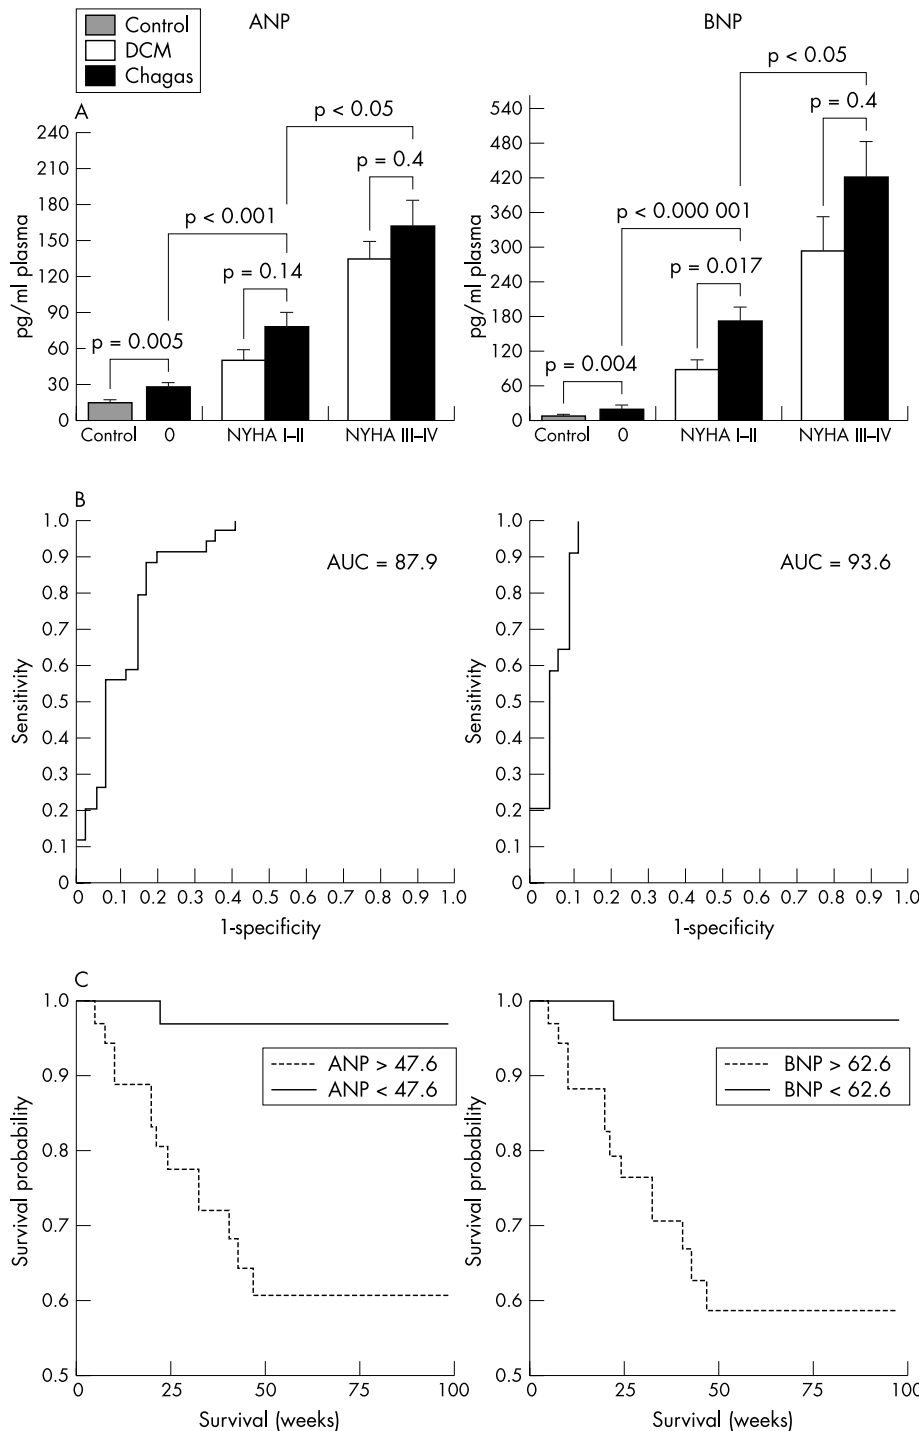 Control
DCM
Chagas
ANP
BNP
A
pg/ml plasma
240
210
180
150
120
90
60
30
0
p = 0.005
p < 0.001
p = 0.14
p < 0.05
p = 0.4
Control
0
NYHA I–II
NYHA III–IV
pg/ml plasma
540
480
420
360
300
240
180
120
60
0
p = 0.004
p < 0.000 001
p = 0.017
p < 0.05
p = 0.4
Control
0
NYHA I–II
NYHA III–IV
B
Sensitivity
1.0
0.9
0.8
0.7
0.6
0.5
0.4
0.3
0.2
0.1
0
AUC = 87.9
0 0.1 0.2 0.3 0.4 0.5 0.6 0.7 0.8 0.9 1.0
1-specificity
Sensitivity
1.0
0.9
0.8
0.7
0.6
0.5
0.4
0.3
0.2
0.1
0
AUC = 93.6
0 0.1 0.2 0.3 0.4 0.5 0.6 0.7 0.8 0.9 1.0
1-specificity
C
Survival probability
1.0
0.9
0.8
0.7
0.6
0.5
ANP > 47.6
ANP < 47.6
0 25 50 75 100
Survival (weeks)
Survival probability
1.0
0.9
0.8
0.7
0.6
0.5
BNP > 62.6
BNP < 62.6
0 25 50 75 100
Survival (weeks)